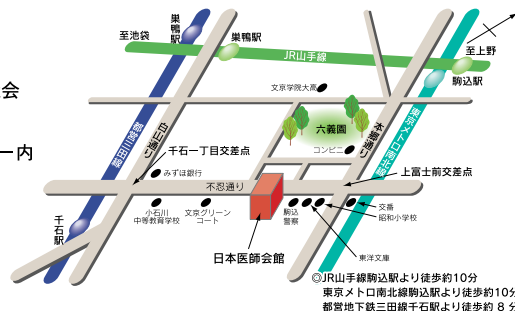 至池袋
巣鴨駅
巣鴨駅
JR山手線
至上野
駒込駅
会
文京学院大高
白山通り
都営三田線
六義園
本郷通り
東京メトロ南北線
コンビニ
ー内
千石一丁目交差点
みずほ銀行
上富士前交差点
不忍通り
千石駅
小石川
中等教育学校
文京グリーン
コート
駒込
警察
交番
昭和小学校
東洋文庫
日本医師会館
◎JR山手線駒込駅より徒歩約10分
東京メトロ南北線駒込駅より徒歩約10分
都営地下鉄三田線千石駅より徒歩約 8 分